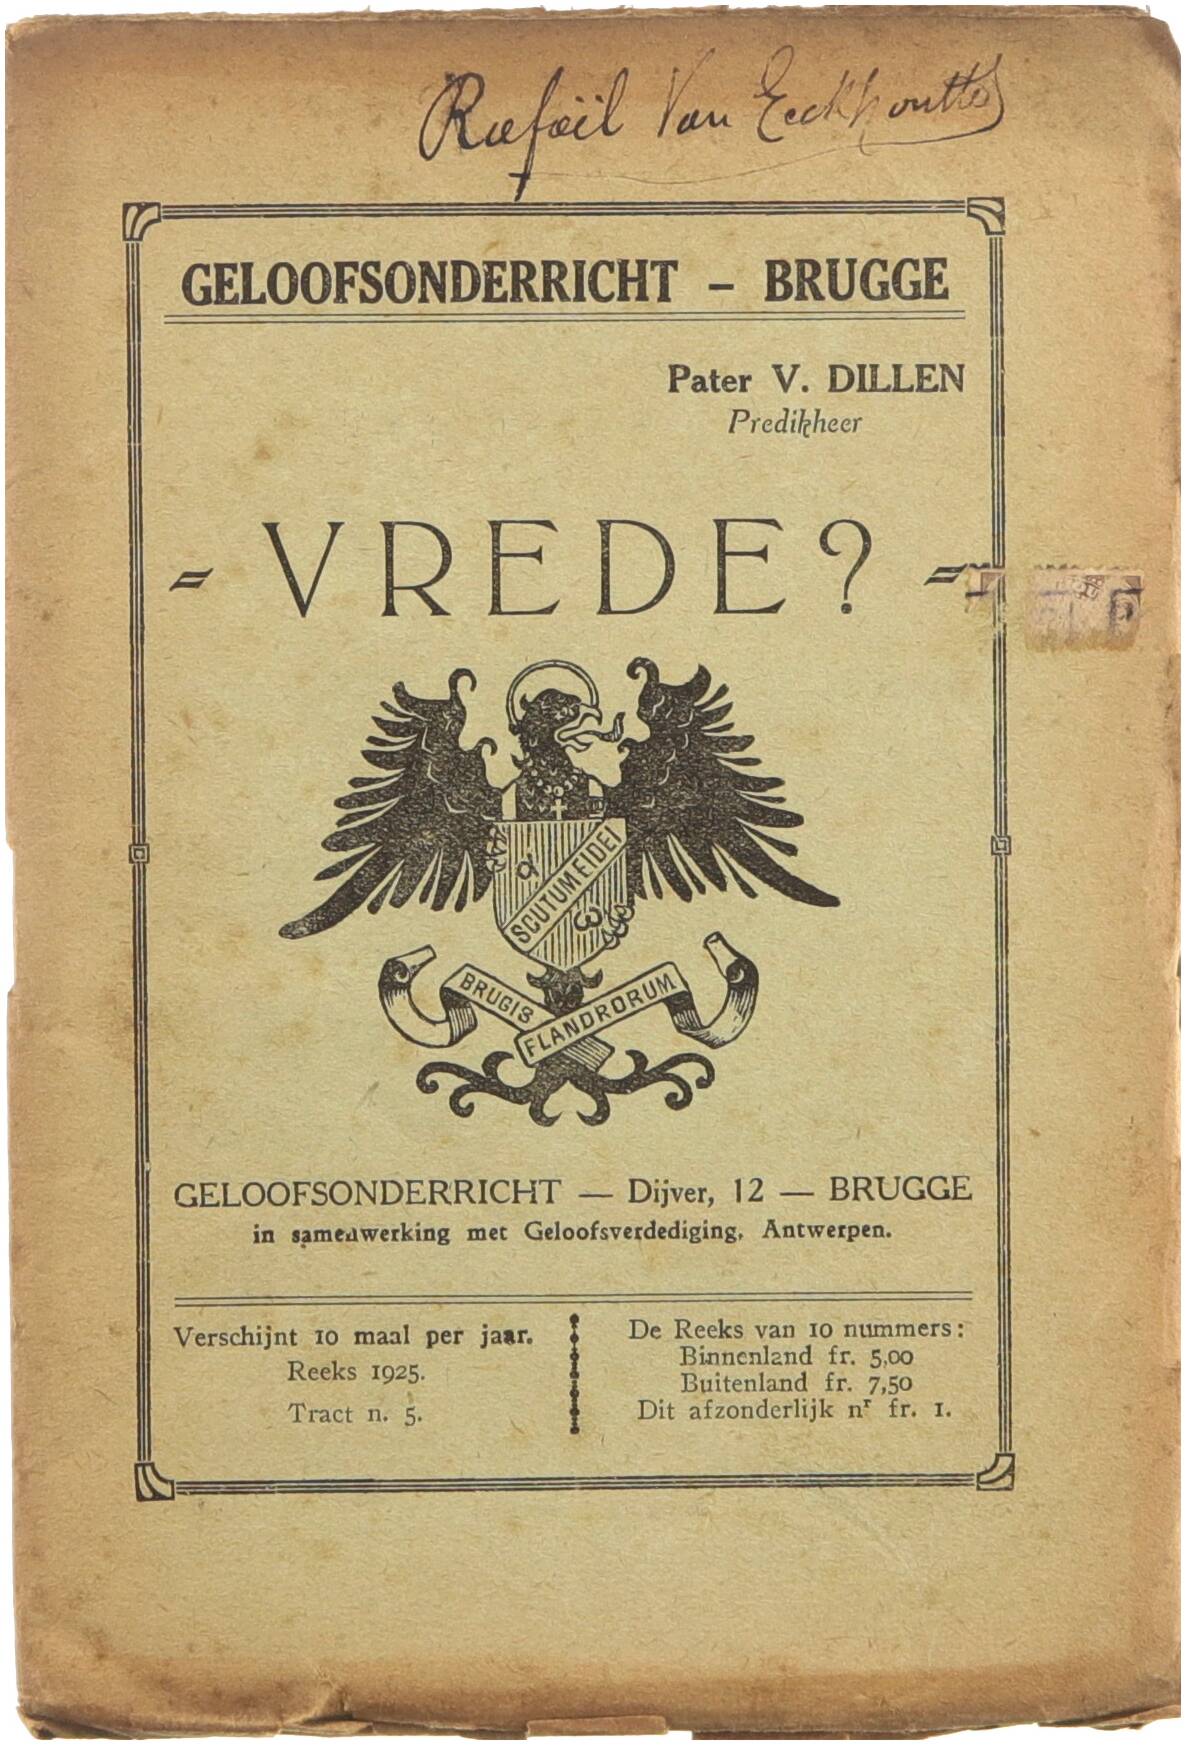 Rafaël Van Eeckhoutte
GELOOFSONDERRICHT - BRUGGE
Pater V. DILLEN
Predikheer
= VREDE? =
SCUTUM FIDEI
α
ω
BRUGIS
FLANDRORUM
GELOOFSONDERRICHT — Dijver, 12 — BRUGGE
in samenwerking met Geloofsverdediging, Antwerpen.
Verschijnt 10 maal per jaar.
Reeks 1925.
Tract n. 5.
De Reeks van 10 nummers:
Binnenland fr. 5,00
Buitenland fr. 7,50
Dit afzonderlijk nr fr. 1.